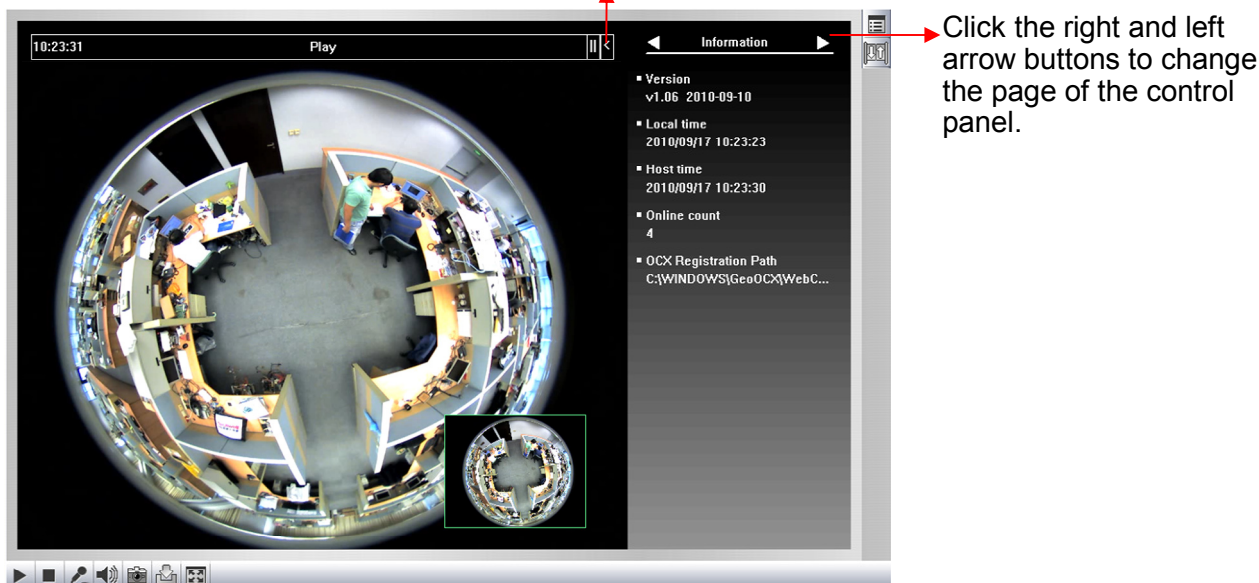 10:23:31 Play
Information
Version
v1.06 2010-09-10
Local time
2010/09/17 10:23:23
Host time
2010/09/17 10:23:30
Online count
4
OCX Registration Path
C:\WINDOWS\GeoOCX\WebC...
Click the right and left
arrow buttons to change
the page of the control
panel.